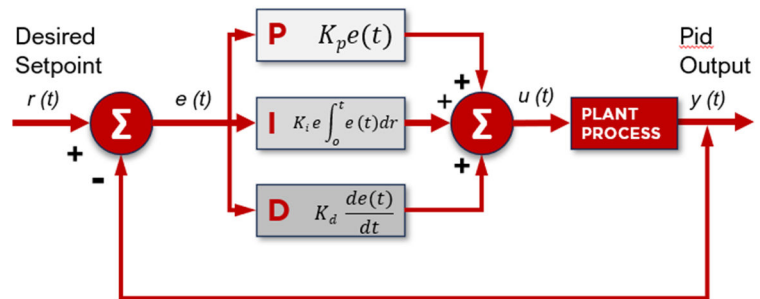 Desired
Setpoint
r (t)
+
-
Σ
e (t)
P K_p e(t)
I K_i e ∫_o^t e (t)dr
D K_d de(t)/dt
+
+
+
Σ
u (t)
PLANT
PROCESS
Pid
Output
y (t)